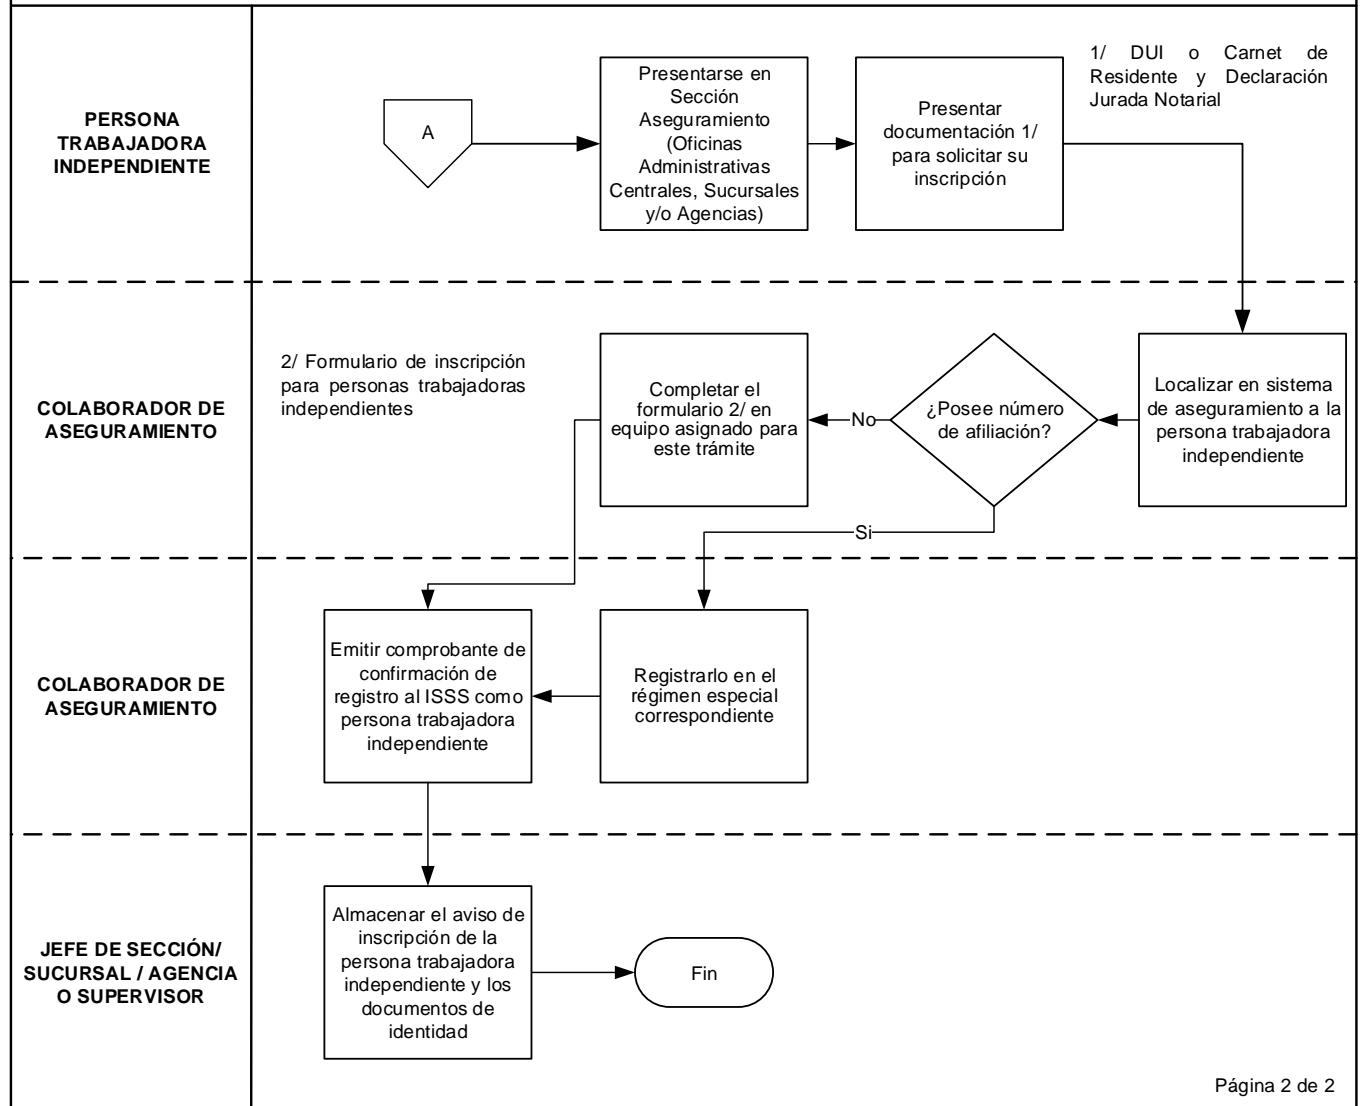 PERSONA
TRABAJADORA
INDEPENDIENTE
A
Presentarse en
Sección
Aseguramiento
(Oficinas
Administrativas
Centrales, Sucursales
y/o Agencias)
Presentar
documentación 1/
para solicitar su
inscripción
1/ DUI o Carnet de
Residente y Declaración
Jurada Notarial
COLABORADOR DE
ASEGURAMIENTO
2/ Formulario de inscripción
para personas trabajadoras
independientes
Completar el
formulario 2/ en
equipo asignado para
este trámite
No
¿Posee número
de afiliación?
Localizar en sistema
de aseguramiento a la
persona trabajadora
independiente
Si
COLABORADOR DE
ASEGURAMIENTO
Emitir comprobante de
confirmación de
registro al ISSS como
persona trabajadora
independiente
Registrarlo en el
régimen especial
correspondiente
JEFE DE SECCIÓN/
SUCURSAL / AGENCIA
O SUPERVISOR
Almacenar el aviso de
inscripción de la
persona trabajadora
independiente y los
documentos de
identidad
Fin
Página 2 de 2